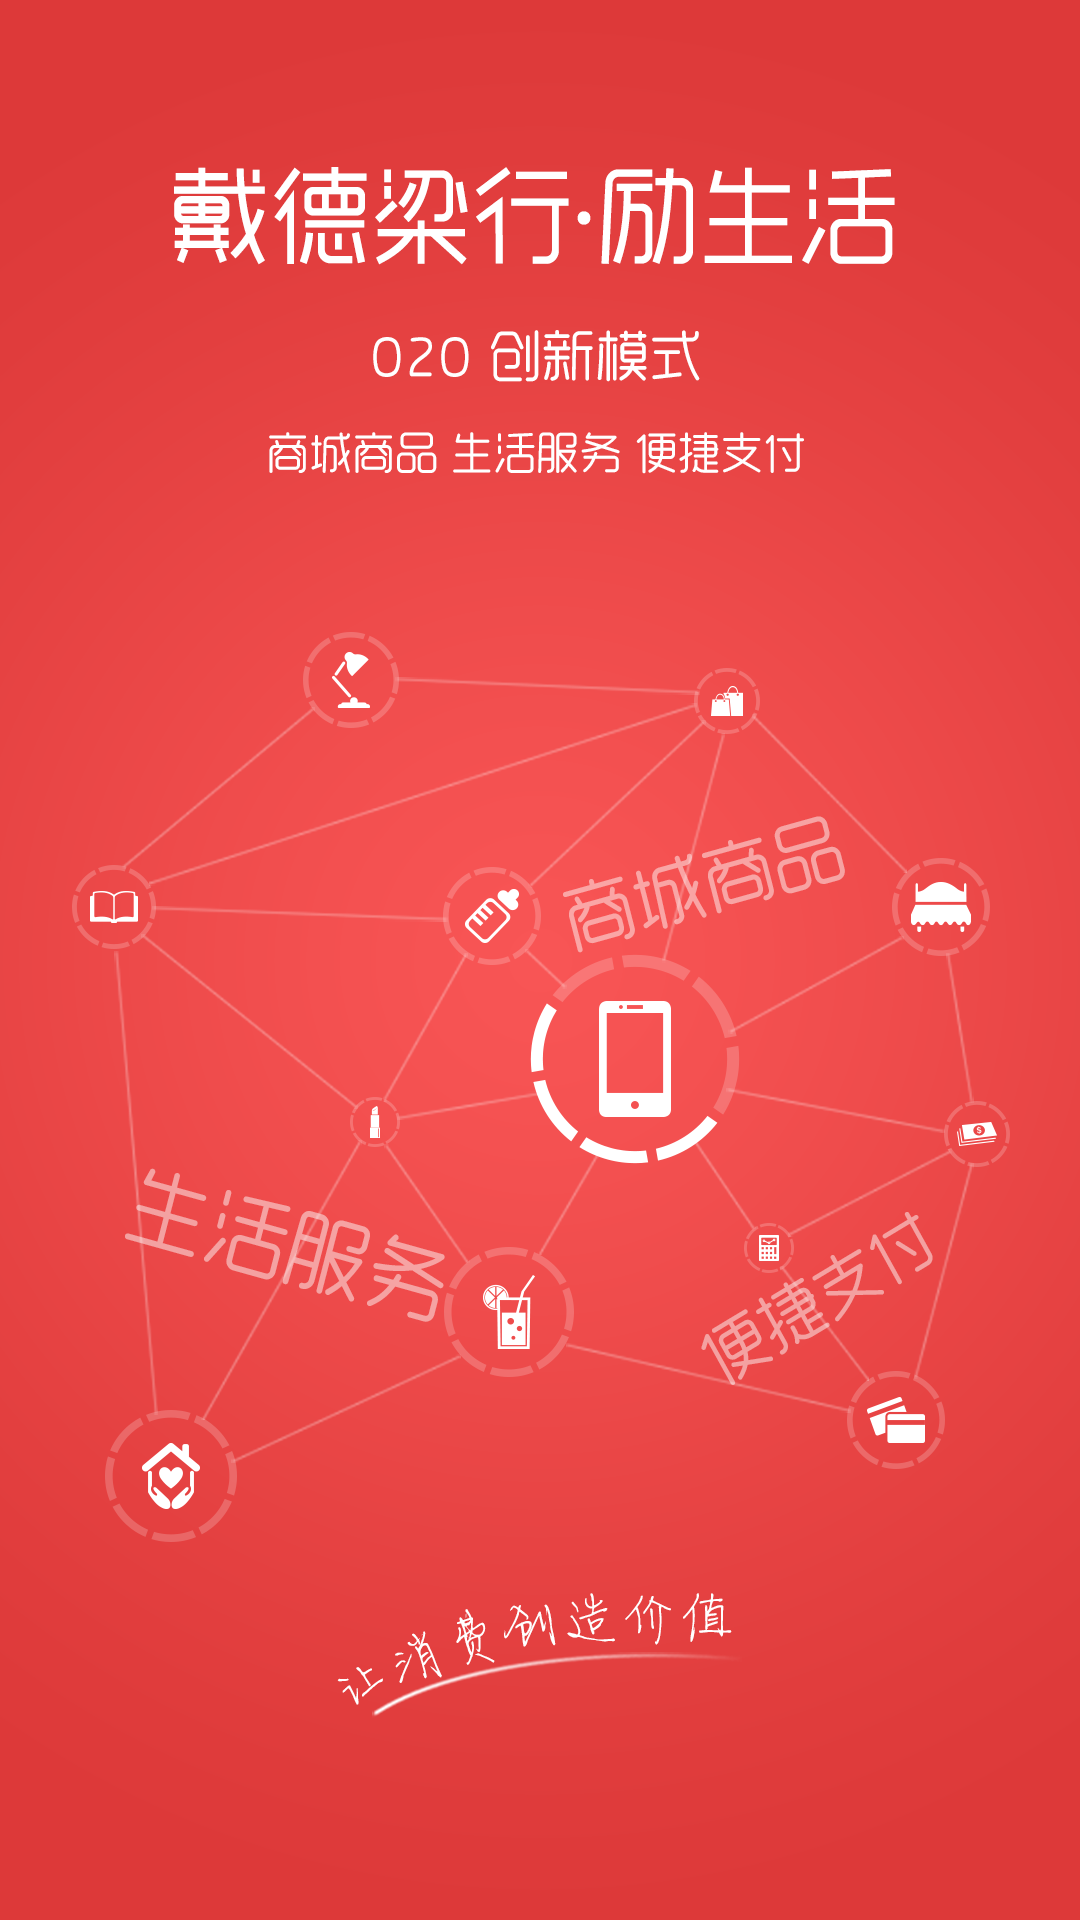 戴德梁行·励生活
O2O 创新模式
商城商品 生活服务 便捷支付
商城商品
生活服务
便捷支付
让消费创造价值